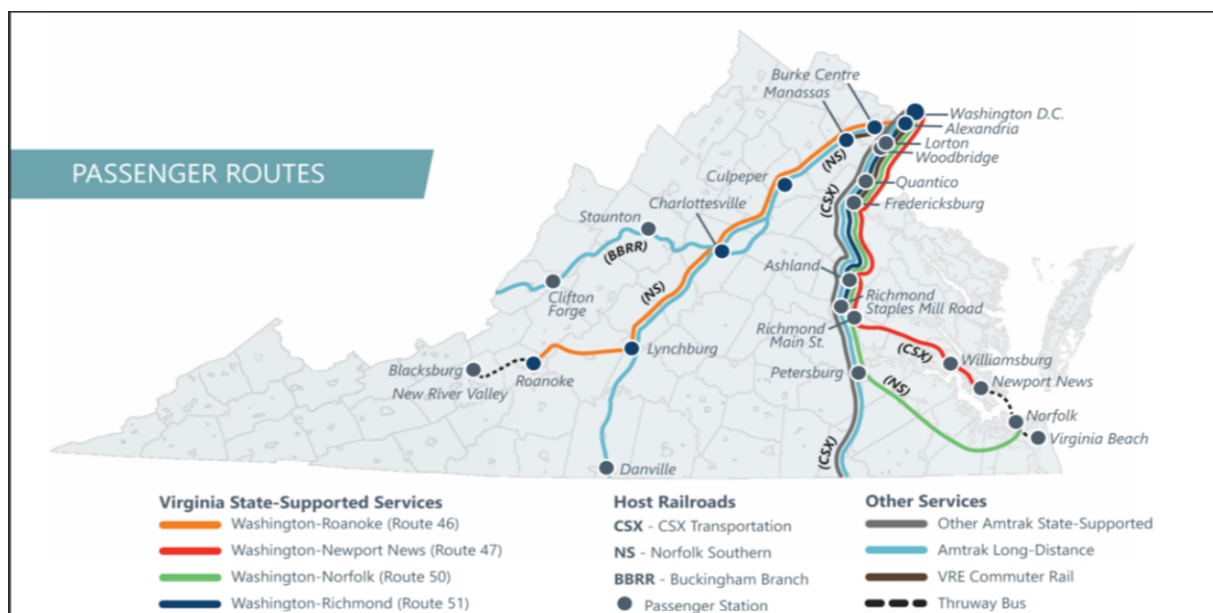 PASSENGER ROUTES
Burke Centre
Manassas
Washington D.C.
Alexandria
Lorton
Woodbridge
(NS)
Culpeper
Quantico
(CSX)
Fredericksburg
Charlottesville
Staunton
(BBRR)
Ashland
Clifton
Forge
(NS)
Richmond
Staples Mill Road
Richmond
Main St.
Lynchburg
(CSX)
Williamsburg
Blacksburg
Roanoke
New River Valley
Petersburg
(NS)
Newport News
Norfolk
Virginia Beach
(CSX)
Danville
Virginia State-Supported Services
Washington-Roanoke (Route 46)
Washington-Newport News (Route 47)
Washington-Norfolk (Route 50)
Washington-Richmond (Route 51)
Host Railroads
CSX - CSX Transportation
NS - Norfolk Southern
BBRR - Buckingham Branch
Passenger Station
Other Services
Other Amtrak State-Supported
Amtrak Long-Distance
VRE Commuter Rail
Thruway Bus